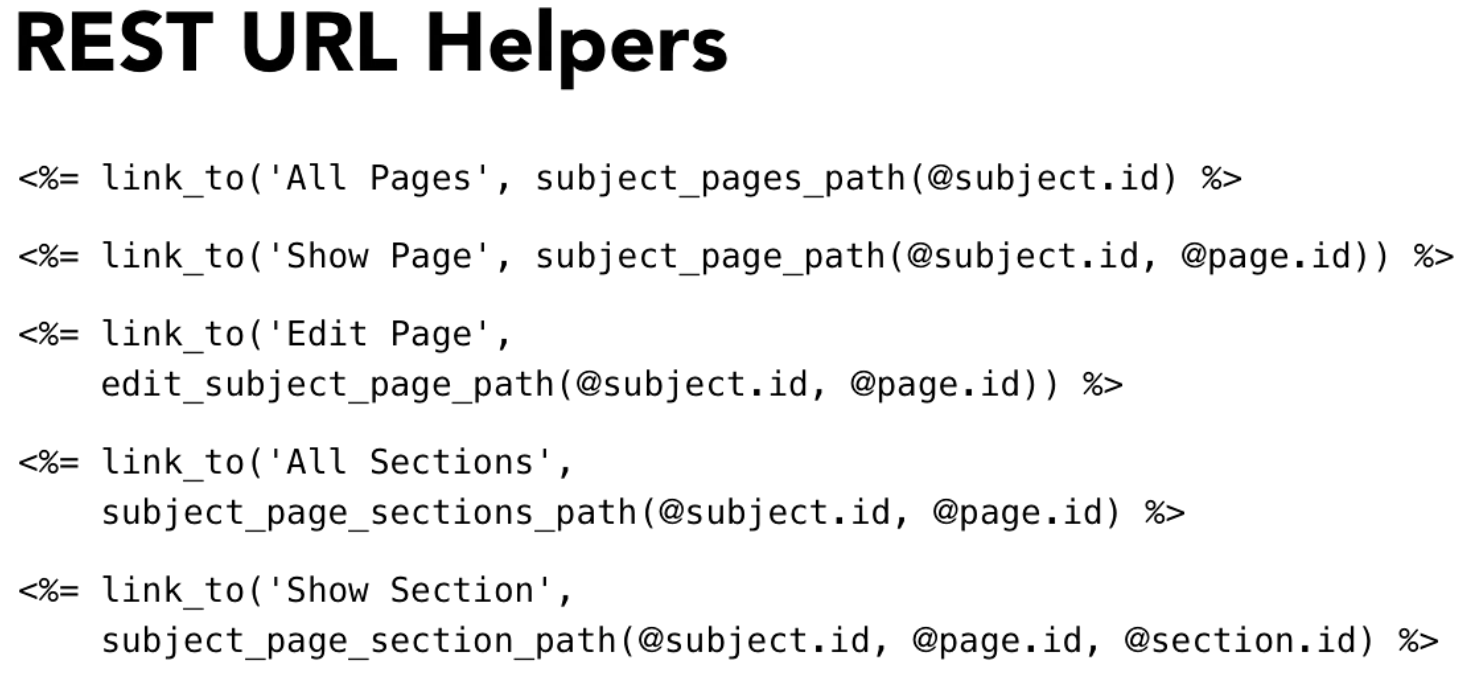 REST URL Helpers
<%= link_to('All Pages', subject_pages_path(@subject.id) %>
<%= link_to('Show Page', subject_page_path(@subject.id, @page.id)) %>
<%= link_to('Edit Page',
edit_subject_page_path(@subject.id, @page.id)) %>
<%= link_to('All Sections',
subject_page_sections_path(@subject.id, @page.id) %>
<%= link_to('Show Section',
subject_page_section_path(@subject.id, @page.id, @section.id) %>